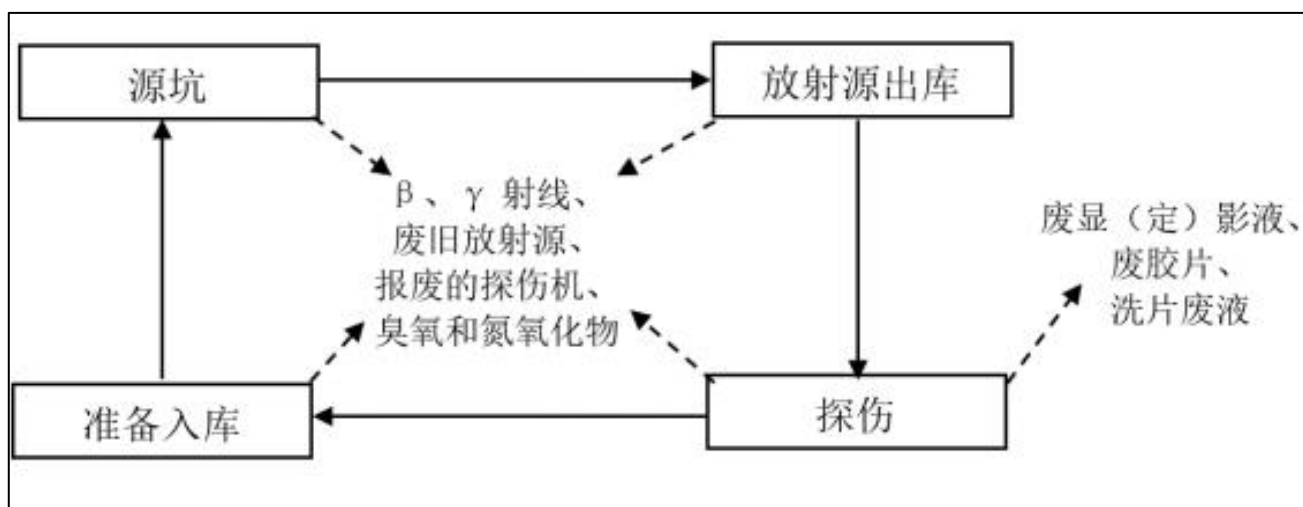 源坑
放射源出库
β、γ 射线、
废旧放射源、
报废的探伤机、
臭氧和氮氧化物
废显（定）影液、
废胶片、
洗片废液
准备入库
探伤